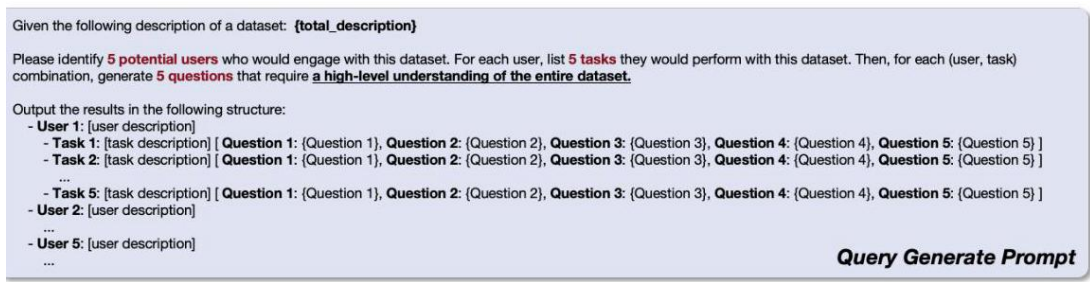 Given the following description of a dataset: {total_description}
Please identify 5 potential users who would engage with this dataset. For each user, list 5 tasks they would perform with this dataset. Then, for each (user, task)
combination, generate 5 questions that require a high-level understanding of the entire dataset.
Output the results in the following structure:
- User 1: [user description]
- Task 1: [task description] [ Question 1: {Question 1}, Question 2: {Question 2}, Question 3: {Question 3}, Question 4: {Question 4}, Question 5: {Question 5} ]
- Task 2: [task description] [ Question 1: {Question 1}, Question 2: {Question 2}, Question 3: {Question 3}, Question 4: {Question 4}, Question 5: {Question 5} ]
...
- Task 5: [task description] [ Question 1: {Question 1}, Question 2: {Question 2}, Question 3: {Question 3}, Question 4: {Question 4}, Question 5: {Question 5} ]
- User 2: [user description]
...
- User 5: [user description]
...
Query Generate Prompt